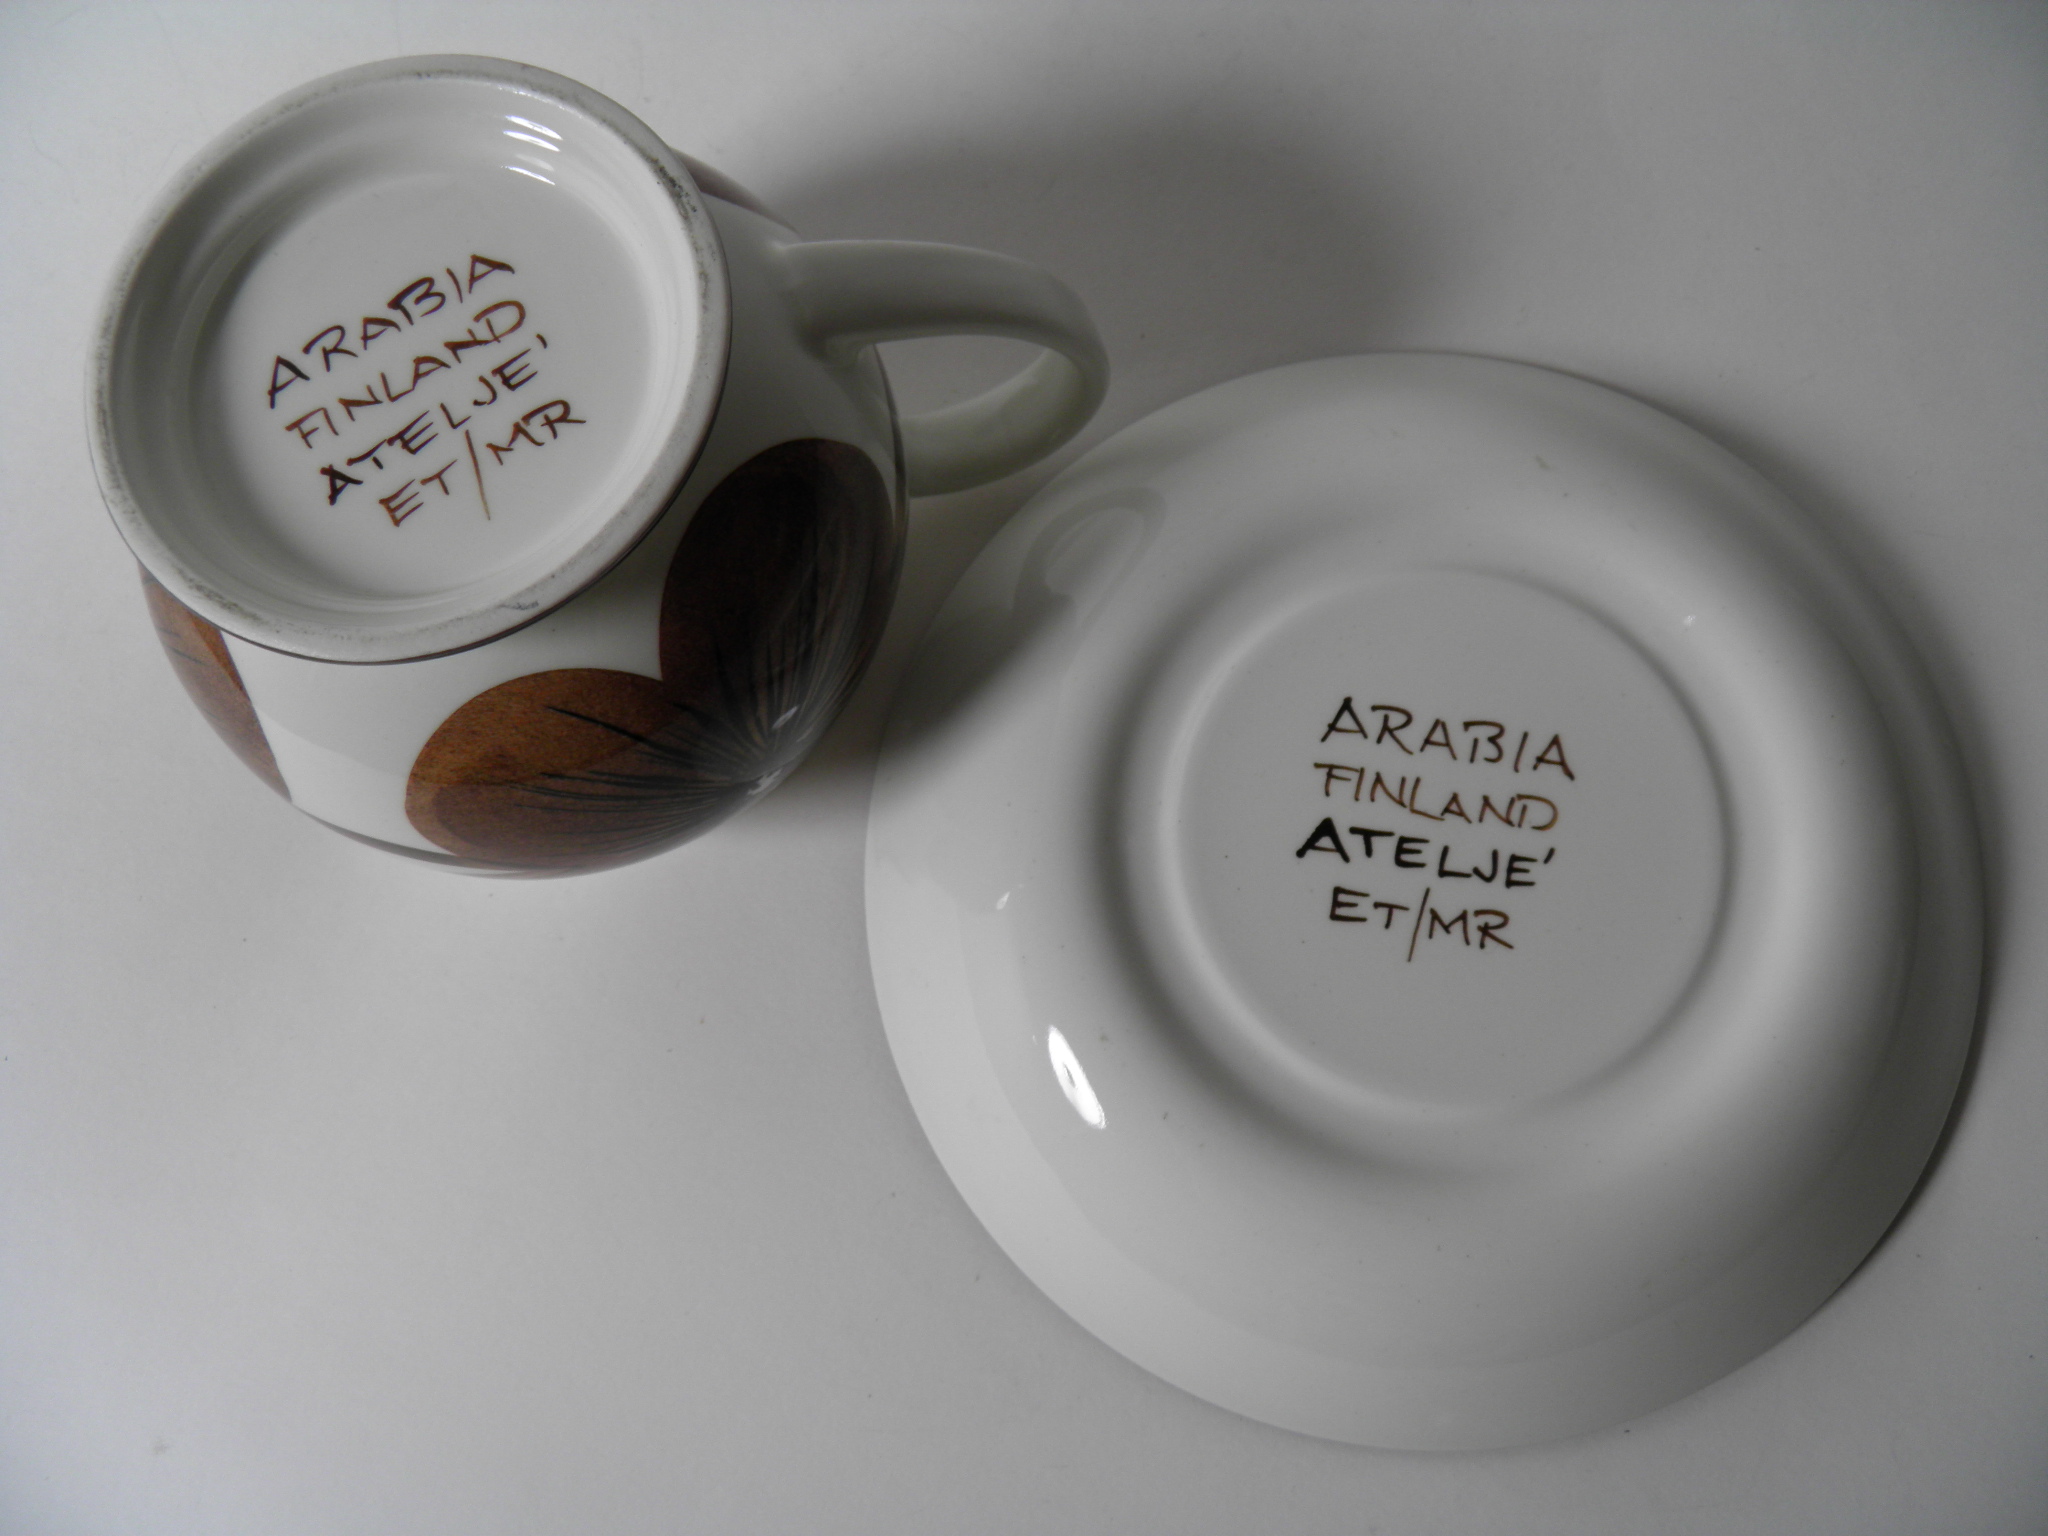 ARABIA
FINLAND
ATELJE'
ET/MR
ARABIA
FINLAND
ATELJE'
ET/MR